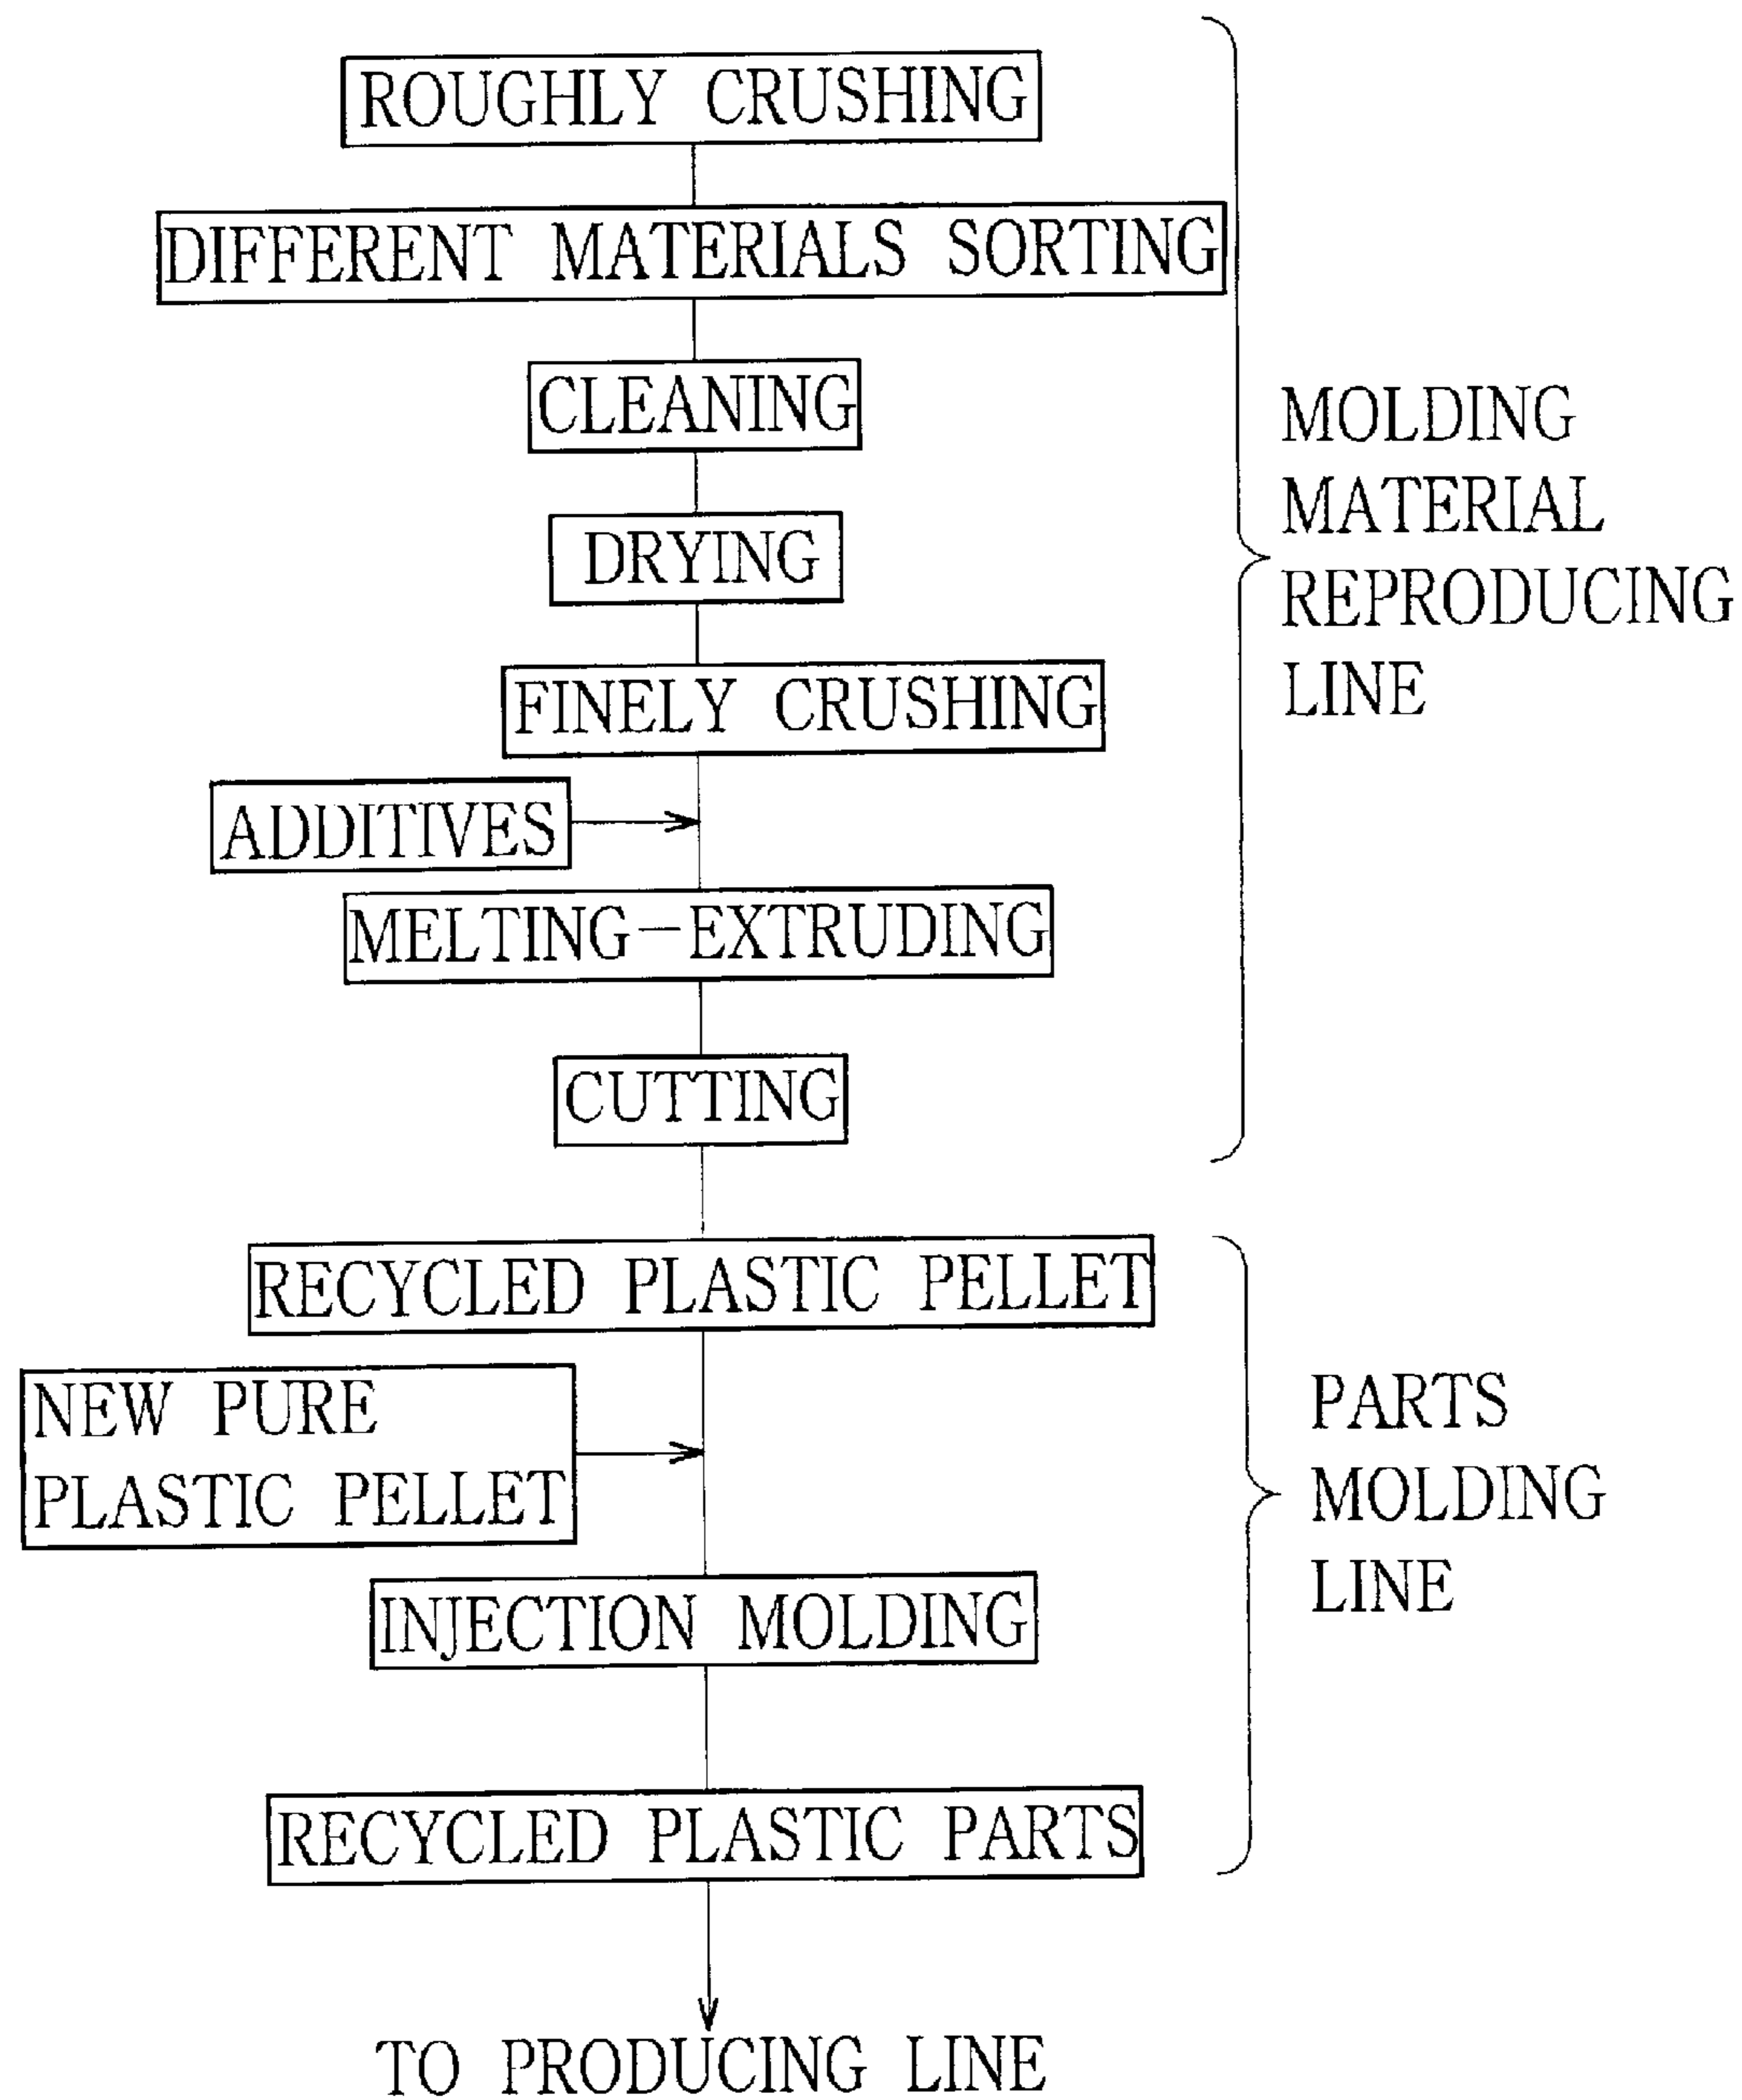 ROUGHLY CRUSHING
DIFFERENT MATERIALS SORTING
CLEANING
DRYING
FINELY CRUSHING
ADDITIVES
MELTING-EXTRUDING
CUTTING
MOLDING
MATERIAL
REPRODUCING
LINE
RECYCLED PLASTIC PELLET
NEW PURE
PLASTIC PELLET
INJECTION MOLDING
RECYCLED PLASTIC PARTS
PARTS
MOLDING
LINE
TO PRODUCING LINE